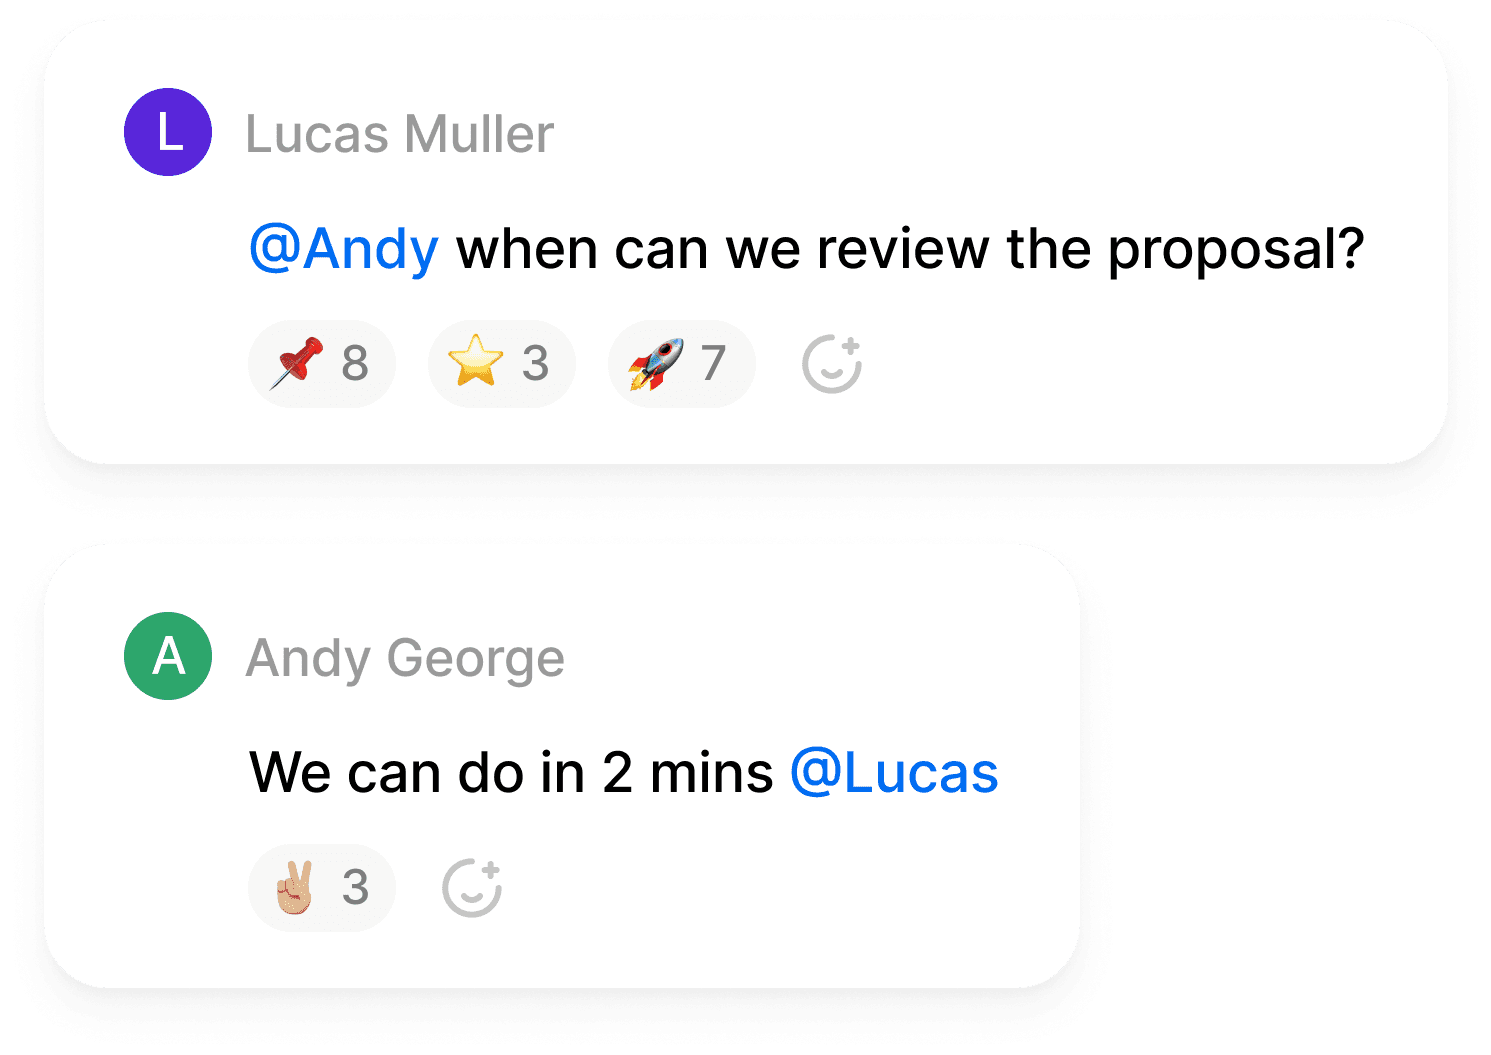 L
Lucas Muller
@Andy when can we review the proposal?
8 3 7
A
Andy George
We can do in 2 mins @Lucas
3